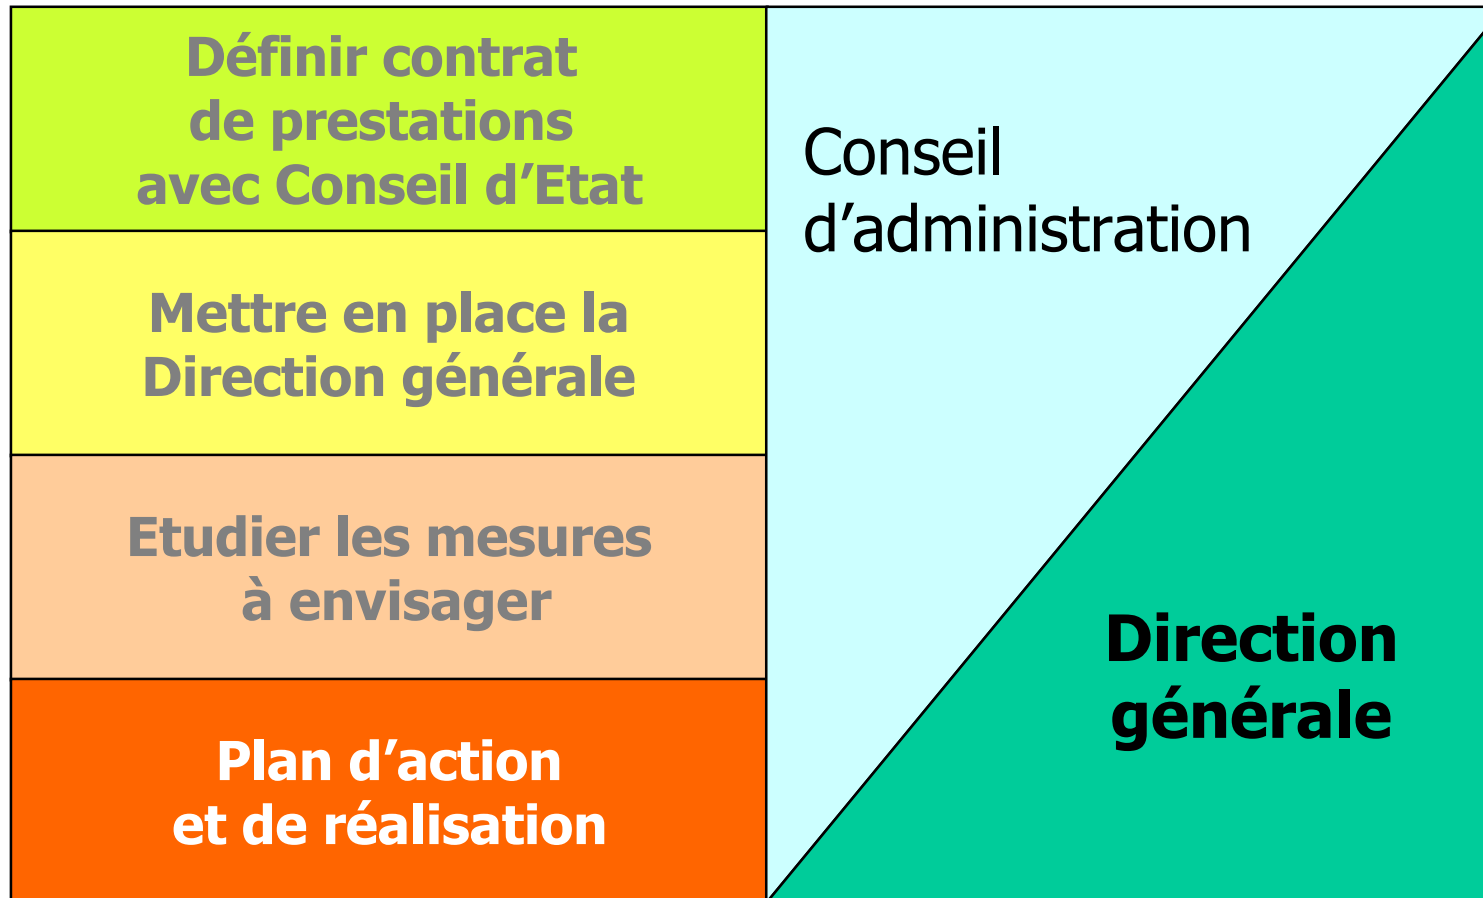 Définir contrat
de prestations
avec Conseil d’Etat
Mettre en place la
Direction générale
Etudier les mesures
à envisager
Plan d’action
et de réalisation
Conseil
d’administration
Direction
générale